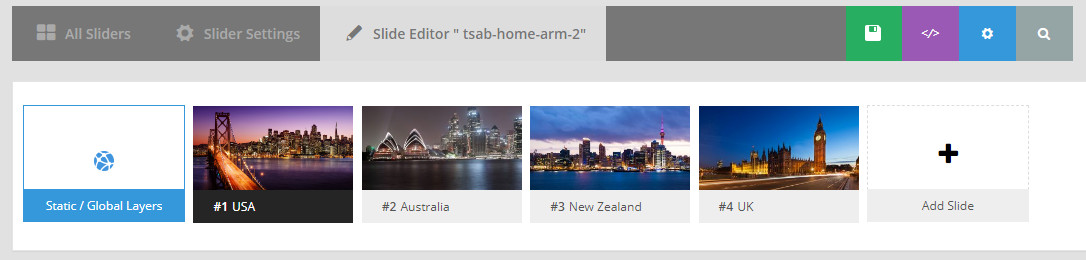 All Sliders
Slider Settings
Slide Editor " tsab-home-arm-2"
</>
Static / Global Layers
#1 USA
#2 Australia
#3 New Zealand
#4 UK
Add Slide